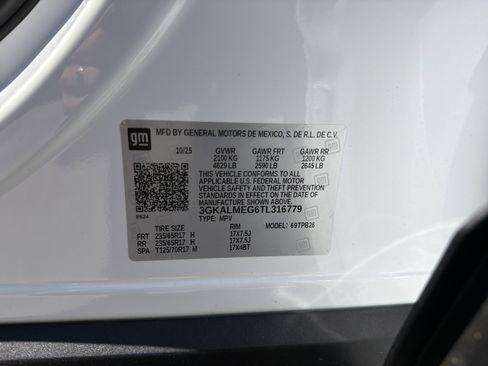 gm
MFD BY GENERAL MOTORS DE MEXICO, S. DE R.L. DE C.V.
10/25 GVWR GAWR FRT GAWR RR
2100 KG 1175 KG 1200 KG
4629 LB 2590 LB 2645 LB
THIS VEHICLE CONFORMS TO ALL
APPLICABLE U.S. FEDERAL MOTOR
VEHICLE SAFETY AND THEFT PREVENTION
STANDARDS IN EFFECT ON THE DATE OF
MANUFACTURE SHOWN ABOVE.
3GKALMEG6TL316779
TYPE: MPV
TIRE SIZE RIM MODEL: 69TPB26
FRT 235/65R17 H 17X7.5J
RR 235/65R17 H 17X7.5J
SPA T125/70R17 M 17X4BT